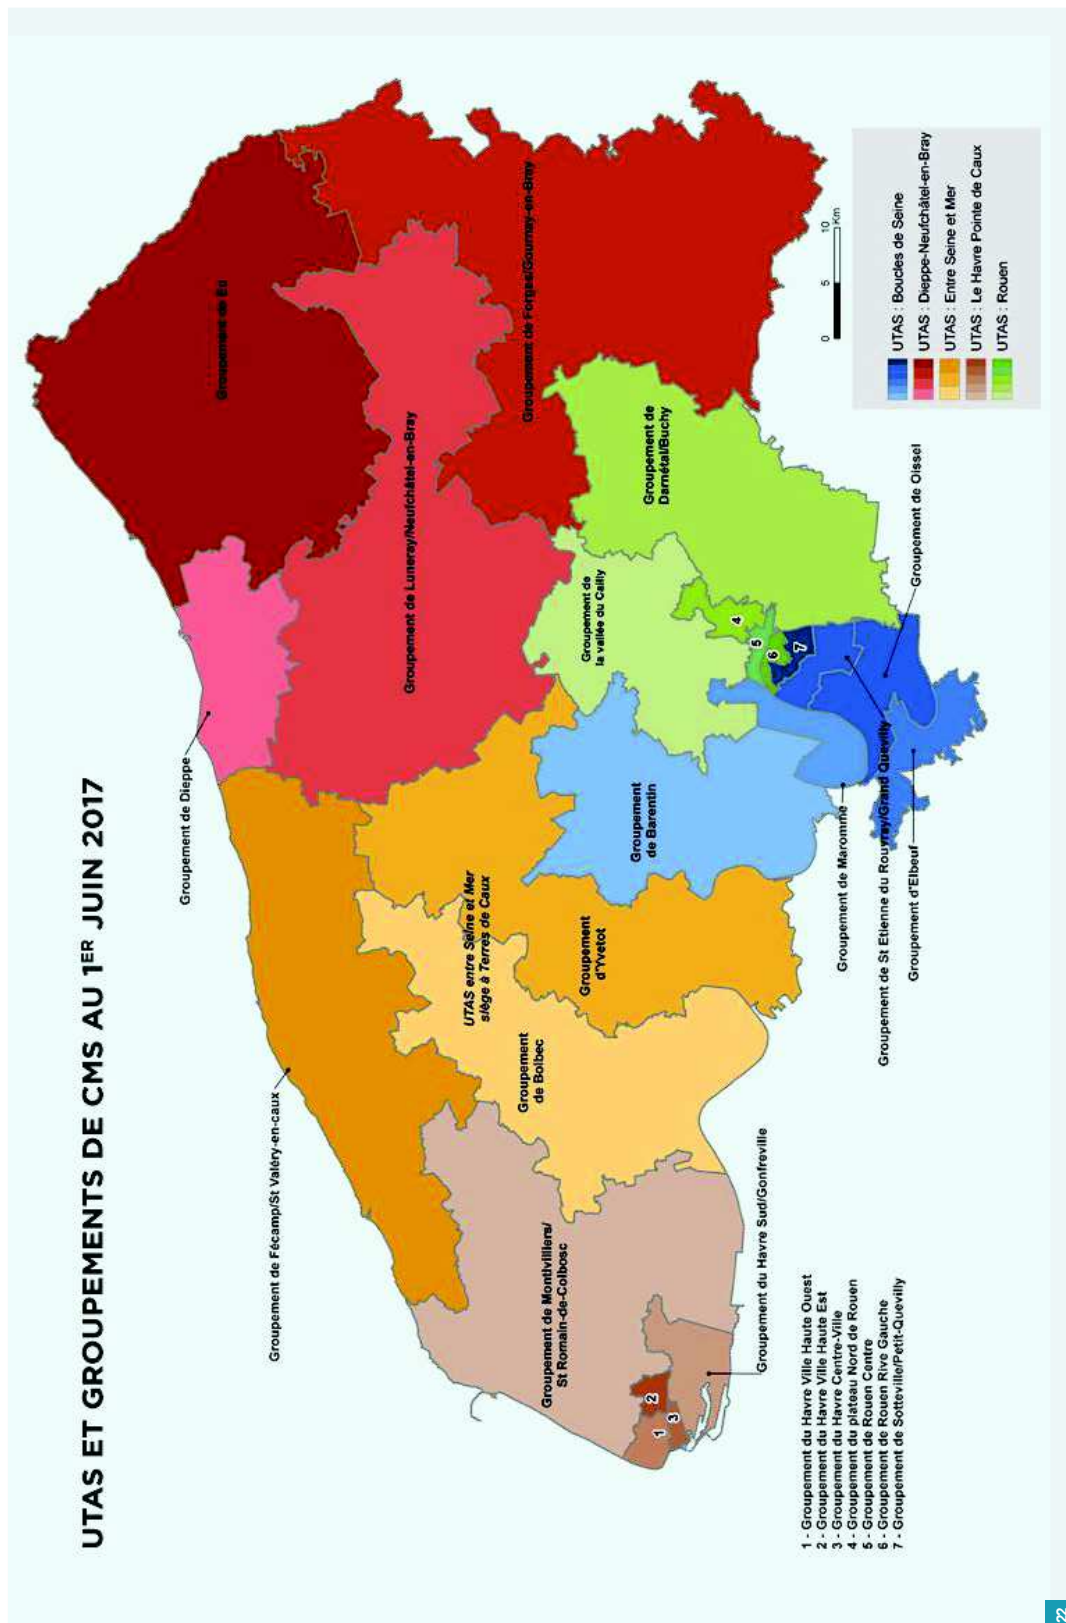 UTAS ET GROUPEMENTS DE CMS AU 1ER JUIN 2017
Groupement de Fécamp/St Valéry-en-caux
Groupement de Dieppe
Groupement de Eu
Groupement de Luneray/Neufchâtel-en-Bray
Groupement de Forges/Gournay-en-Bray
UTAS entre Seine et Mer
siège à Terres de Caux
Groupement de Montivilliers/
St Romain-de-Colbosc
Groupement
de Bolbec
Groupement
d'Yvetot
Groupement
de Barentin
Groupement de
la vallée du Cailly
Groupement de
Darnétal/Buchy
1
2
3
4
5
6
7
Groupement du Havre Sud/Gonfreville
Groupement de Maromme
Groupement de St Etienne du Rouvray/Grand Quevilly
Groupement d'Elbeuf
Groupement de Oissel
0 5 10
Km
UTAS : Boucles de Seine
UTAS : Dieppe-Neufchâtel-en-Bray
UTAS : Entre Seine et Mer
UTAS : Le Havre Pointe de Caux
UTAS : Rouen
1 - Groupement du Havre Ville Haute Ouest
2 - Groupement du Havre Ville Haute Est
3 - Groupement du Havre Centre-Ville
4 - Groupement du plateau Nord de Rouen
5 - Groupement de Rouen Centre
6 - Groupement de Rouen Rive Gauche
7 - Groupement de Sotteville/Petit-Quevilly
22